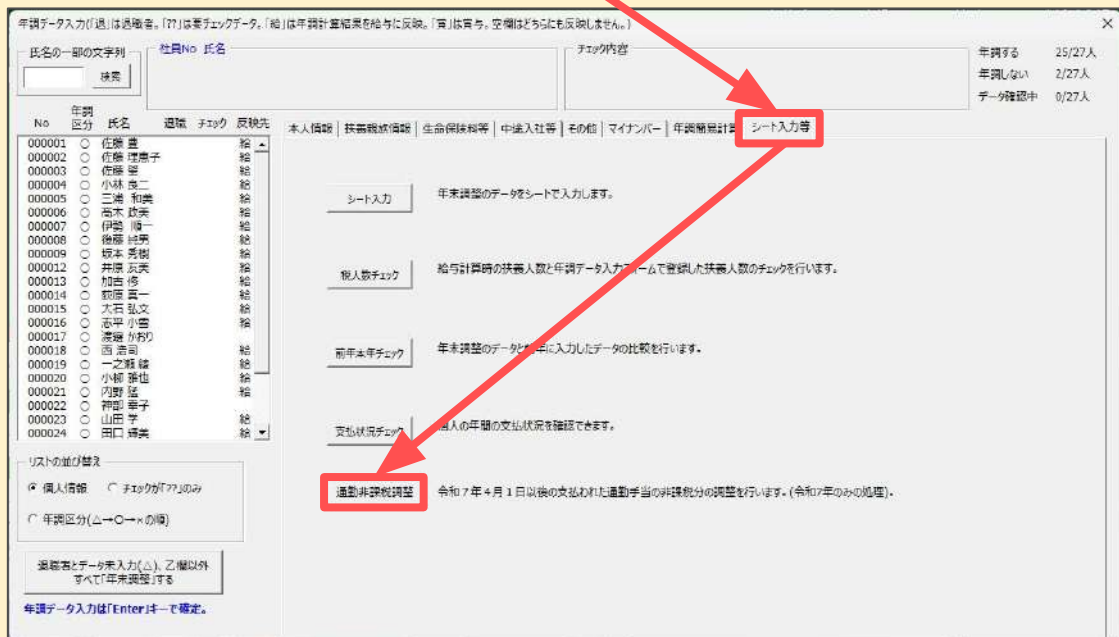 年調データ入力(「退」は退職者。「??」は要チェックデータ。「給」は年調計算結果を給与に反映。「賞」は賞与。空欄はどちらにも反映しません。)
氏名の一部の文字列
検索
社員No 氏名
チェック内容
年調する 25/27人
年調しない 2/27人
データ確認中 0/27人
No 年調区分 氏名 退職 チェック 反映先
000001 ○ 佐藤 豊 給
000002 ○ 佐藤 理恵子 給
000003 ○ 佐藤 望 給
000004 ○ 小林 良二 給
000005 ○ 三浦 和美 給
000006 ○ 高木 政美 給
000007 ○ 伊勢 順一 給
000008 ○ 後藤 純男 給
000009 ○ 坂本 秀樹 給
000012 ○ 井原 友美 給
000013 ○ 加古 修 給
000014 ○ 荻原 真一 給
000015 ○ 大石 弘文 給
000016 ○ 志平 小雪 給
000017 ○ 渡邊 かおり
000018 ○ 西 浩司 給
000019 ○ 一之瀬 綾 給
000020 ○ 小柳 雅也 給
000021 ○ 内野 猛 給
000022 ○ 神部 幸子
000023 ○ 山田 学 給
000024 ○ 田口 輝美 給
本人情報 扶養親族情報 生命保険料等 中途入社等 その他 マイナンバー 年調簡易計算 シート入力等
シート入力 年末調整のデータをシートで入力します。
税人数チェック 給与計算時の扶養人数と年調データ入力フォームで登録した扶養人数のチェックを行います。
前年本年チェック 年末調整のデータと前年に入力したデータの比較を行います。
支払状況チェック 個人の年間の支払状況を確認できます。
通勤非課税調整 令和7年4月1日以後の支払われた通勤手当の非課税分の調整を行います。(令和7年のみの処理).
リストの並び替え
個人情報 チェックが「??」のみ
年調区分(△→○→×の順)
退職者とデータ未入力(△)、乙欄以外
すべて「年末調整」する
年調データ入力は「Enter」キーで確定。